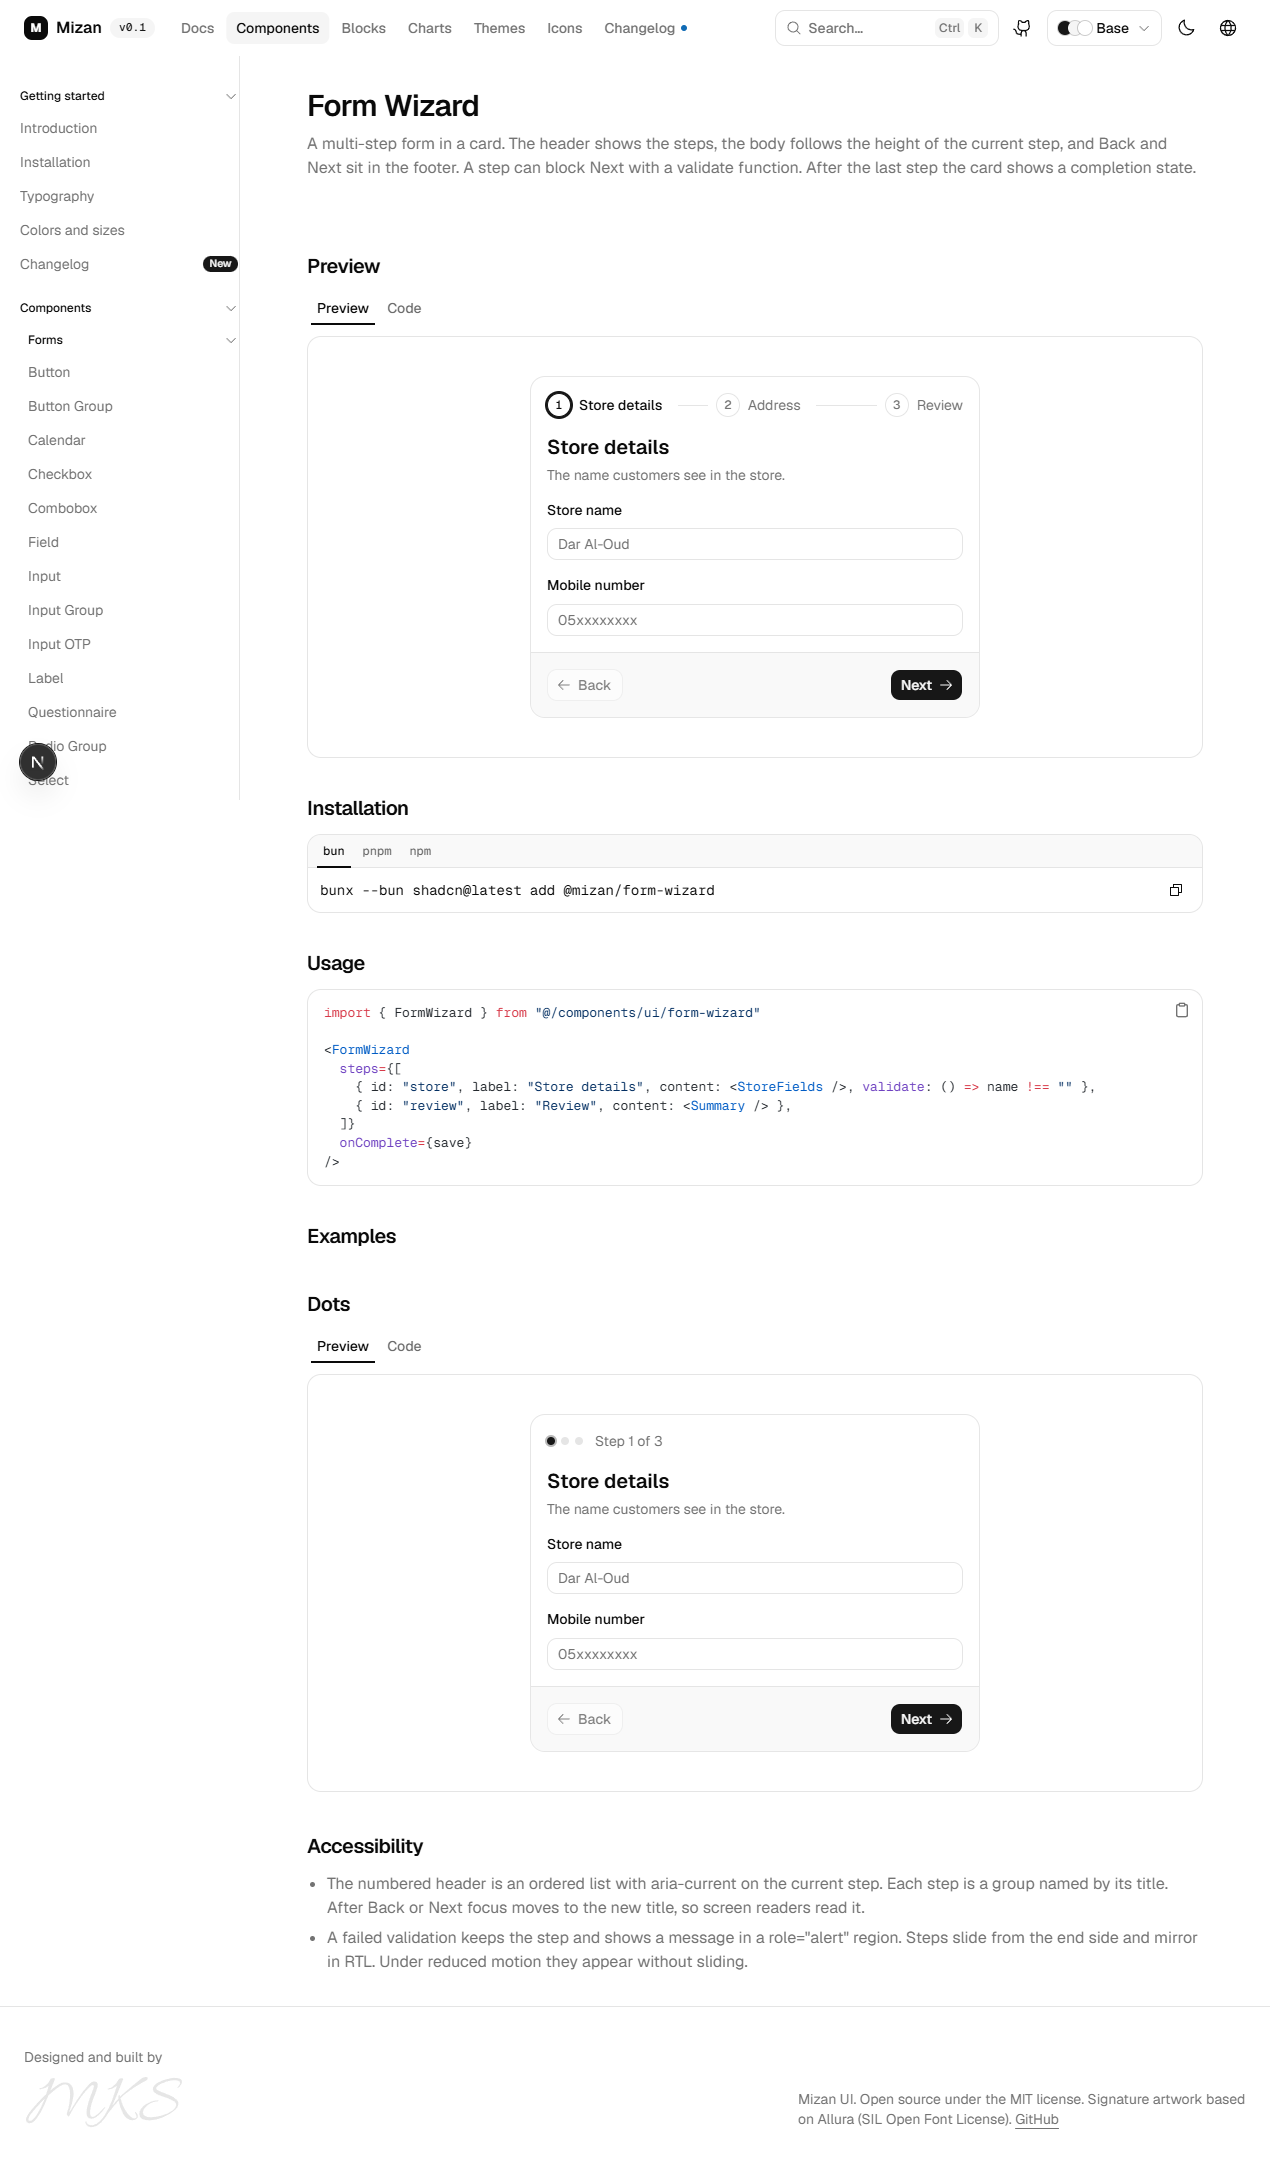 M Mizan v0.1 Docs Components Blocks Charts Themes Icons Changelog Search... Ctrl K Base
Getting started
Introduction
Installation
Typography
Colors and sizes
Changelog New
Components
Forms
Button
Button Group
Calendar
Checkbox
Combobox
Field
Input
Input Group
Input OTP
Label
Questionnaire
Radio Group
N
Select
Form Wizard
A multi-step form in a card. The header shows the steps, the body follows the height of the current step, and Back and
Next sit in the footer. A step can block Next with a validate function. After the last step the card shows a completion state.
Preview
Preview Code
1 Store details 2 Address 3 Review
Store details
The name customers see in the store.
Store name
Dar Al-Oud
Mobile number
05xxxxxxxx
Back Next
Installation
bun pnpm npm
bunx --bun shadcn@latest add @mizan/form-wizard
Usage
import { FormWizard } from "@/components/ui/form-wizard"
<FormWizard
steps={[
{ id: "store", label: "Store details", content: <StoreFields />, validate: () => name !== "" },
{ id: "review", label: "Review", content: <Summary /> },
]}
onComplete={save}
/>
Examples
Dots
Preview Code
Step 1 of 3
Store details
The name customers see in the store.
Store name
Dar Al-Oud
Mobile number
05xxxxxxxx
Back Next
Accessibility
• The numbered header is an ordered list with aria-current on the current step. Each step is a group named by its title.
After Back or Next focus moves to the new title, so screen readers read it.
• A failed validation keeps the step and shows a message in a role="alert" region. Steps slide from the end side and mirror
in RTL. Under reduced motion they appear without sliding.
Designed and built by
MKS
Mizan UI. Open source under the MIT license. Signature artwork based
on Allura (SIL Open Font License). GitHub